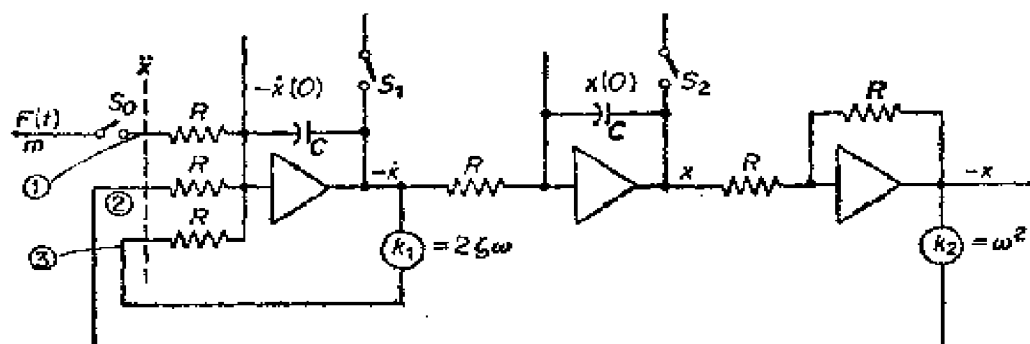 ẍ
F(t)/m
S₀
R
-ẋ(0)
C
S₁
①
②
R
③
R
-ẋ
k₁ = 2ζω
R
x(0)
C
S₂
x
R
R
-x
k₂ = ω²